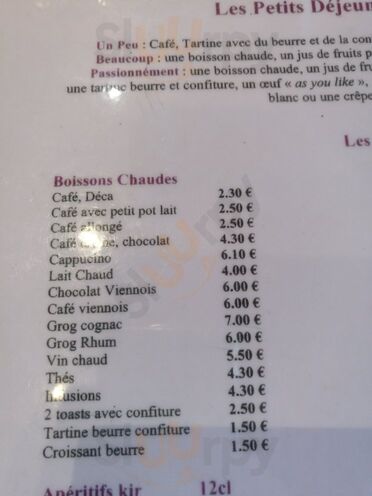 Les Petits Déjeun
Un Peu : Café, Tartine avec du beurre et de la con
Beaucoup : une boisson chaude, un jus de fruits p
Passionnément : une boisson chaude, un jus de fru
une tartine beurre et confiture, un œuf « as you like »,
blanc ou une crêpe
Les
Boissons Chaudes
Café, Déca 2.30 €
Café avec petit pot lait 2.50 €
Café allongé 2.50 €
Café chocolat 4.30 €
Cappucino 6.10 €
Lait Chaud 4.00 €
Chocolat Viennois 6.00 €
Café viennois 6.00 €
Grog cognac 7.00 €
Grog Rhum 6.00 €
Vin chaud 5.50 €
Thés 4.30 €
Infusions 4.30 €
2 toasts avec confiture 2.50 €
Tartine beurre confiture 1.50 €
Croissant beurre 1.50 €
Apéritifs kir 12cl